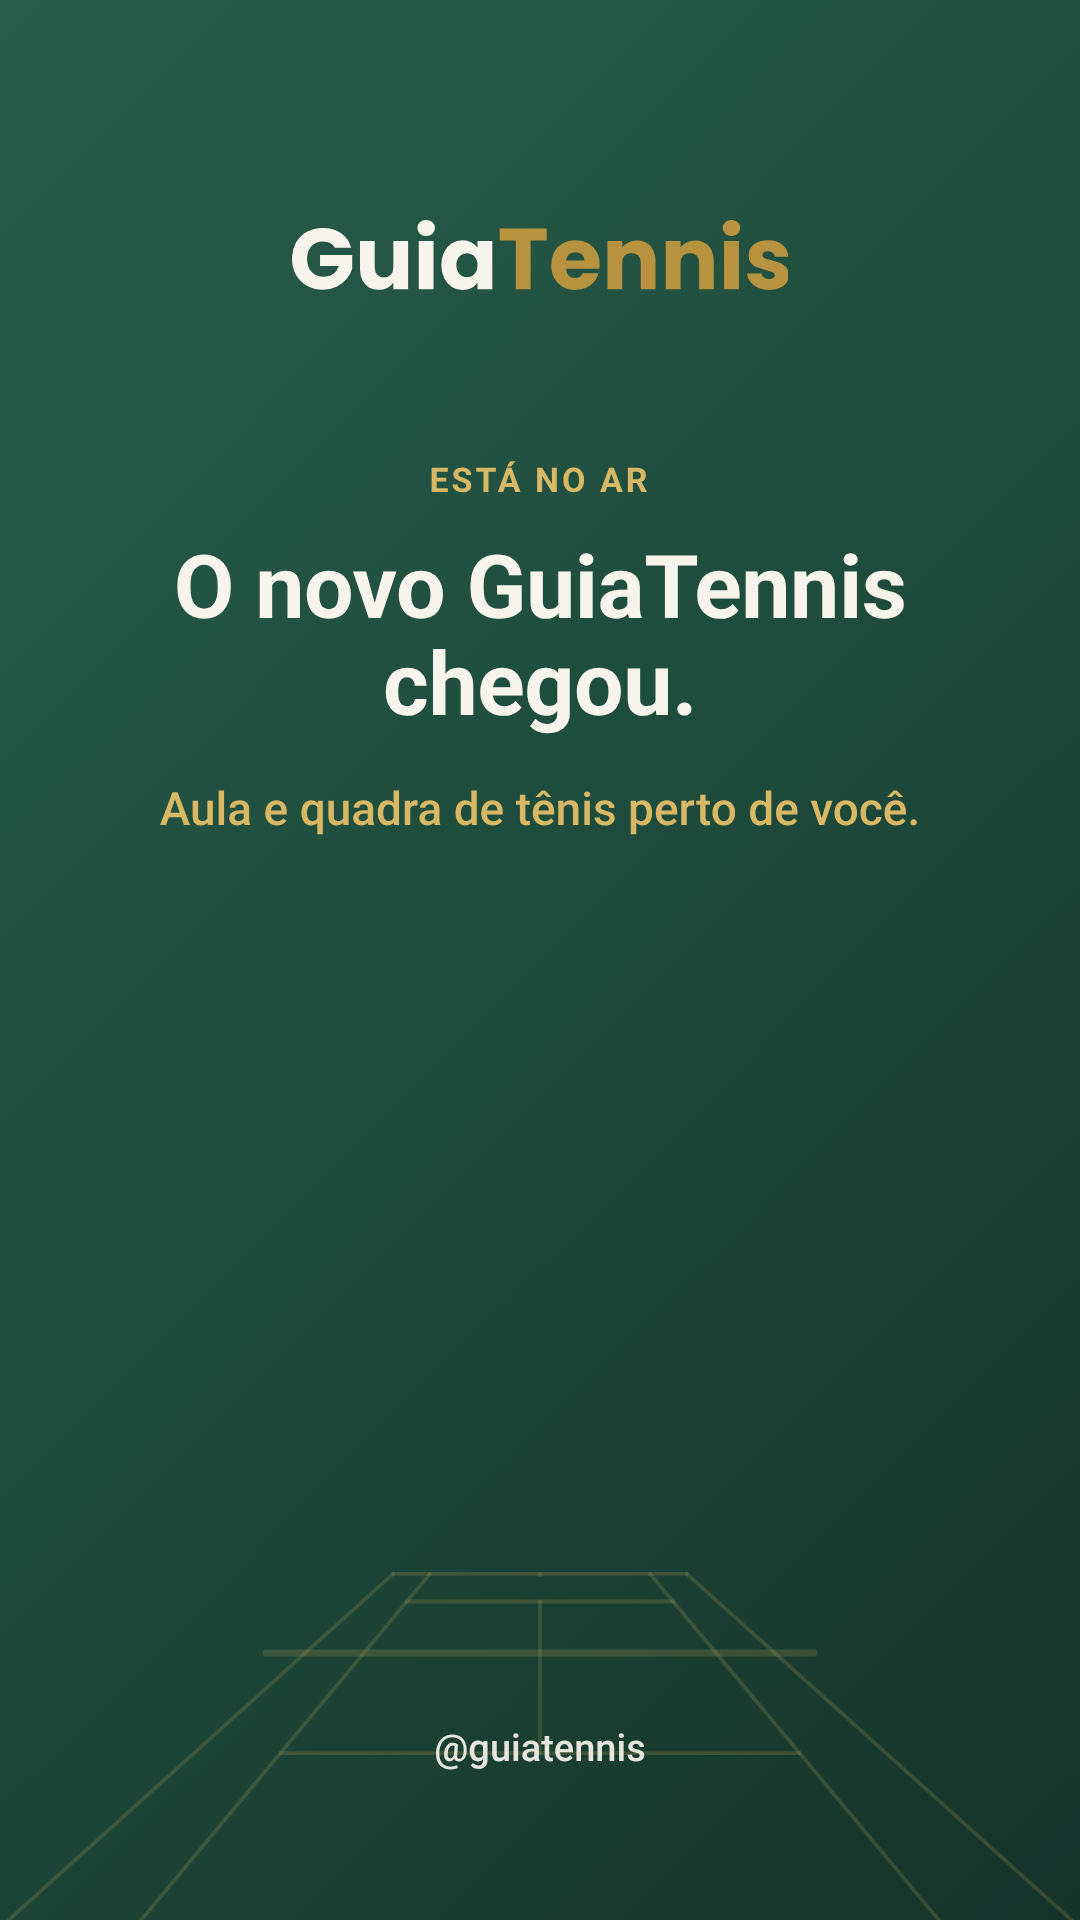 GuiaTennis
ESTÁ NO AR
O novo GuiaTennis
chegou.
Aula e quadra de tênis perto de você.
@guiatennis